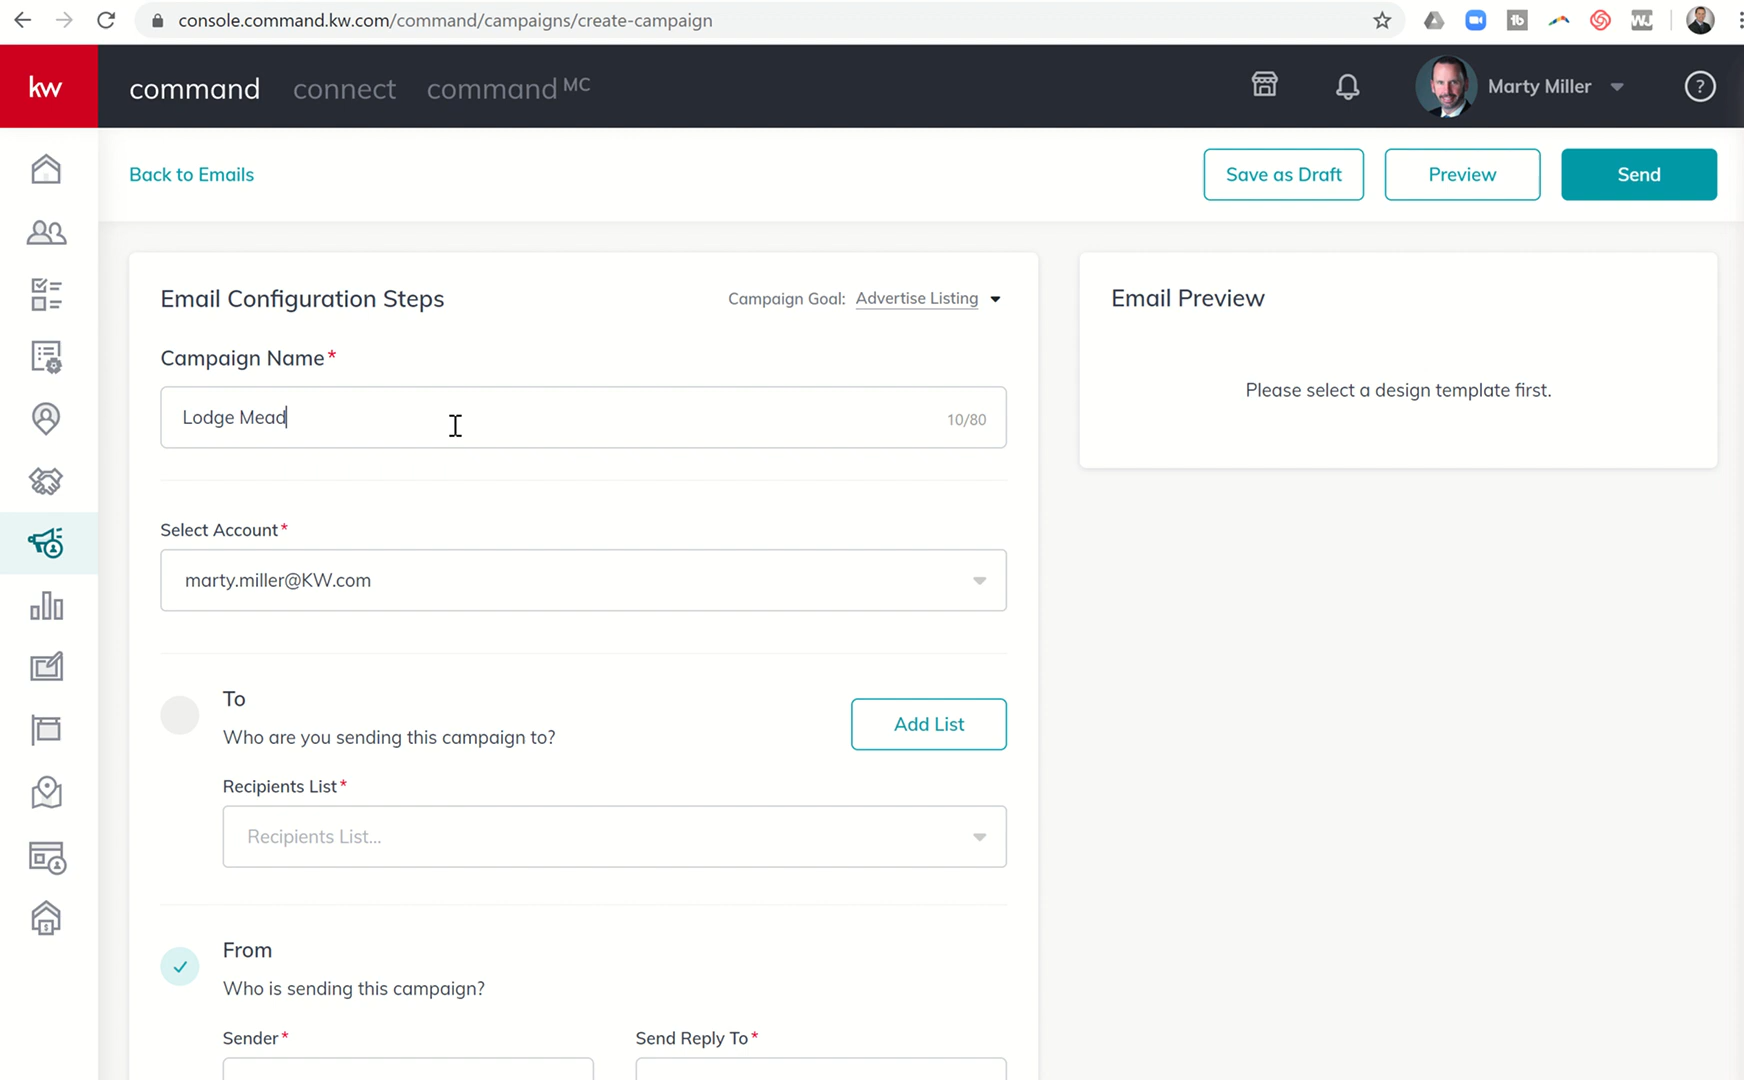 console.command.kw.com/command/campaigns/create-campaign
kw
command connect command MC
Marty Miller
?
Back to Emails
Save as Draft
Preview
Send
Email Configuration Steps
Campaign Goal: Advertise Listing
Campaign Name*
Lodge Mead
10/80
Select Account*
marty.miller@KW.com
To
Who are you sending this campaign to?
Add List
Recipients List*
Recipients List...
From
Who is sending this campaign?
Sender*
Send Reply To*
Email Preview
Please select a design template first.